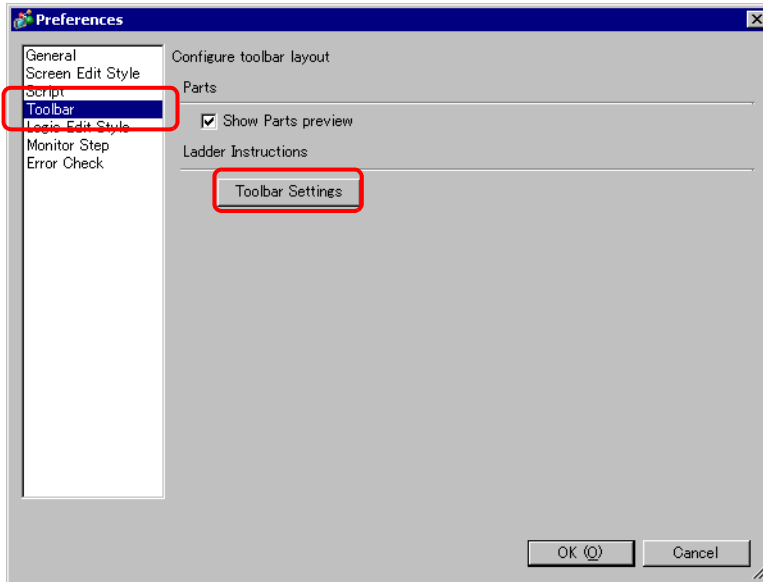 Preferences
General
Screen Edit Style
Script
Toolbar
Logic Edit Style
Monitor Step
Error Check
Configure toolbar layout
Parts
Show Parts preview
Ladder Instructions
Toolbar Settings
OK (O)
Cancel